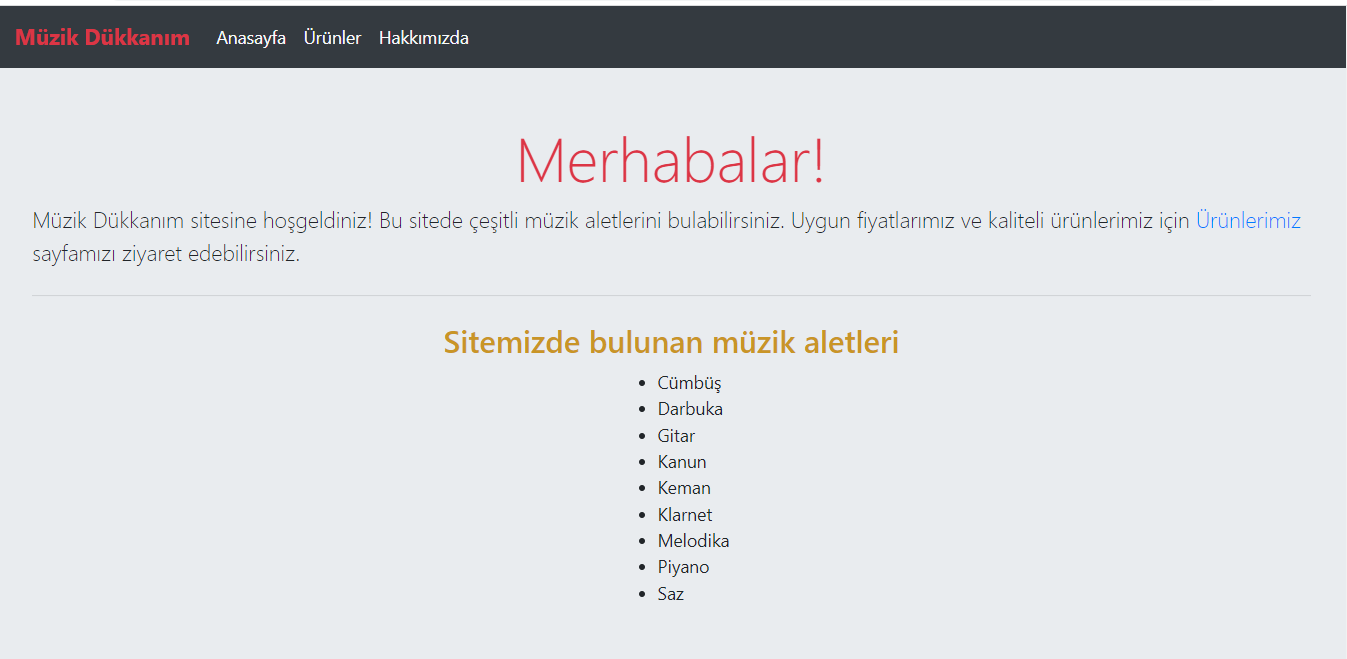 Müzik Dükkanım Anasayfa Ürünler Hakkımızda
Merhabalar!
Müzik Dükkanım sitesine hoşgeldiniz! Bu sitede çeşitli müzik aletlerini bulabilirsiniz. Uygun fiyatlarımız ve kaliteli ürünlerimiz için Ürünlerimiz
sayfamızı ziyaret edebilirsiniz.
Sitemizde bulunan müzik aletleri
Cümbüş
Darbuka
Gitar
Kanun
Keman
Klarnet
Melodika
Piyano
Saz